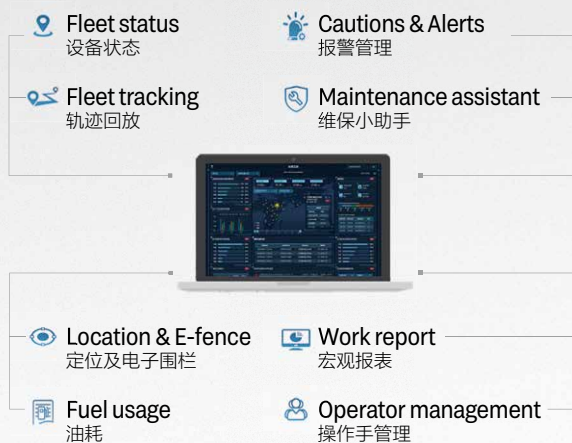 Fleet status
设备状态
Cautions & Alerts
报警管理
Fleet tracking
轨迹回放
Maintenance assistant
维保小助手
Location & E-fence
定位及电子围栏
Work report
宏观报表
Fuel usage
油耗
Operator management
操作手管理